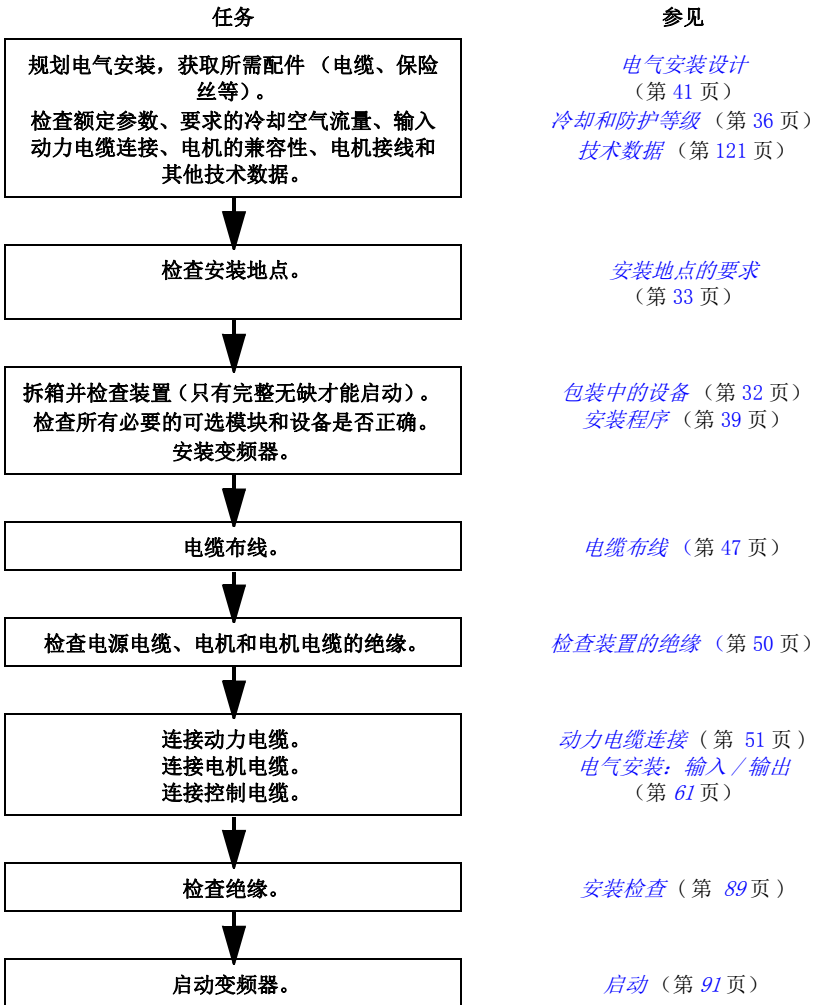 任务
参见
规划电气安装，获取所需配件 （电缆、保险
丝等）。
检查额定参数、要求的冷却空气流量、输入
动力电缆连接、电机的兼容性、电机接线和
其他技术数据。
电气安装设计
（第 41 页）
冷却和防护等级 （第 36 页）
技术数据 （第 121 页）
检查安装地点。
安装地点的要求
（第 33 页）
拆箱并检查装置（只有完整无缺才能启动）。
检查所有必要的可选模块和设备是否正确。
安装变频器。
包装中的设备 （第 32 页）
安装程序 （第 39 页）
电缆布线。
电缆布线 （第 47 页）
检查电源电缆、电机和电机电缆的绝缘。
检查装置的绝缘 （第 50 页）
连接动力电缆。
连接电机电缆。
连接控制电缆。
动力电缆连接 ( 第 51 页 )
电气安装：输入 / 输出
（第 61 页）
检查绝缘。
安装检查 ( 第 89 页 )
启动变频器。
启动 （第 91 页）